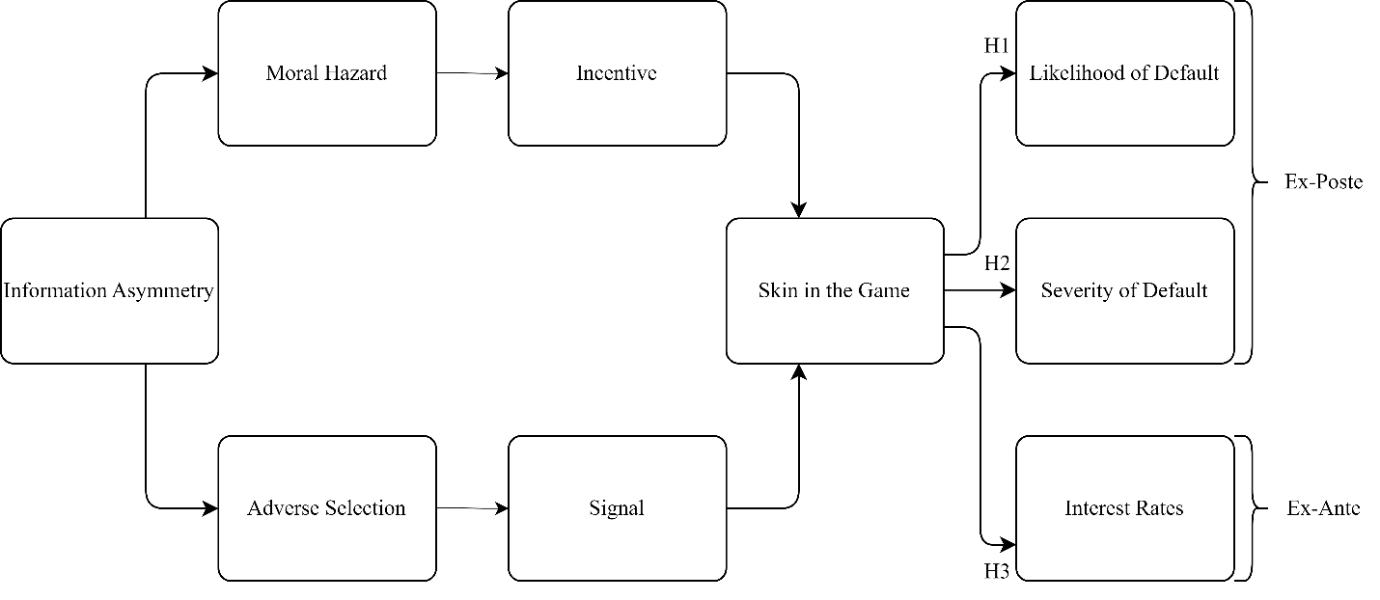 H1
Moral Hazard
Incentive
Likelihood of Default
Ex-Poste
H2
Information Asymmetry
Skin in the Game
Severity of Default
Adverse Selection
Signal
Interest Rates
Ex-Ante
H3